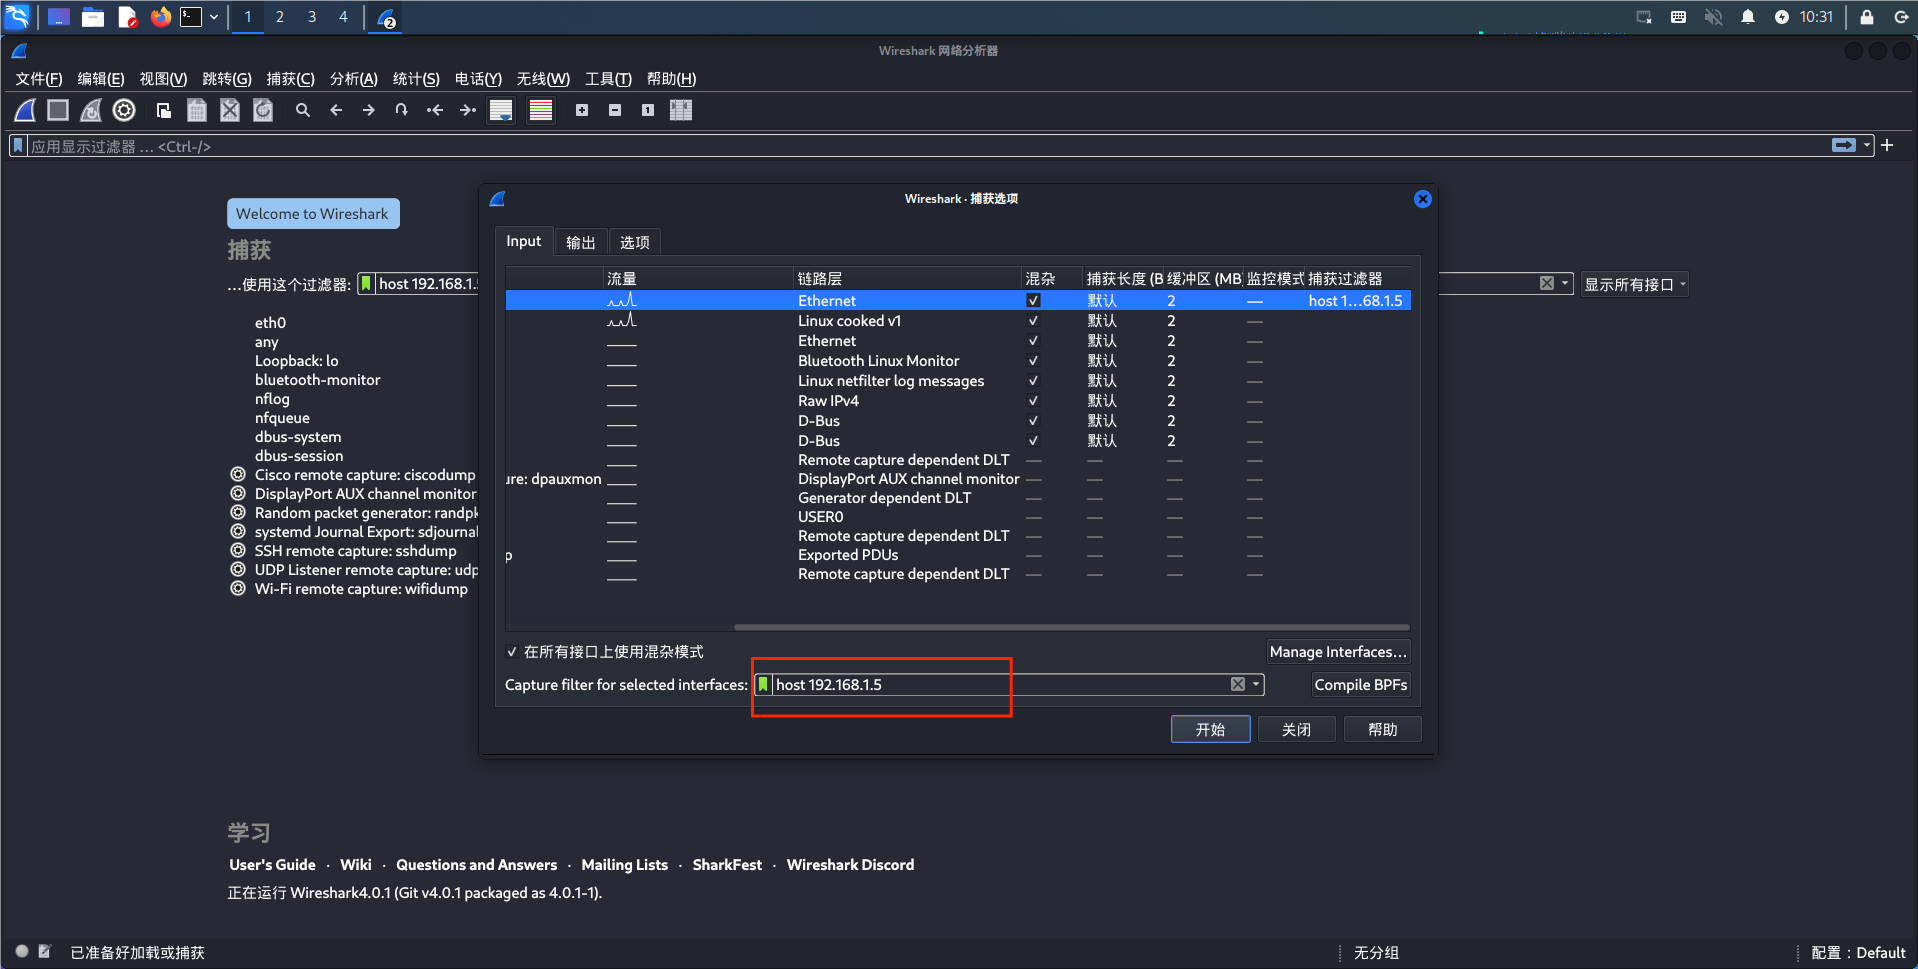 1 2 3 4 2 10:31
Wireshark 网络分析器
文件(F) 编辑(E) 视图(V) 跳转(G) 捕获(C) 分析(A) 统计(S) 电话(Y) 无线(W) 工具(T) 帮助(H)
应用显示过滤器 … <Ctrl-/>
Welcome to Wireshark
捕获
…使用这个过滤器: host 192.168.1.5
显示所有接口
eth0
any
Loopback: lo
bluetooth-monitor
nflog
nfqueue
dbus-system
dbus-session
Cisco remote capture: ciscodump
DisplayPort AUX channel monitor
Random packet generator: randpk
systemd Journal Export: sdjournal
SSH remote capture: sshdump
UDP Listener remote capture: udp
Wi-Fi remote capture: wifidump
Wireshark · 捕获选项
Input 输出 选项
流量 链路层 混杂 捕获长度 (B 缓冲区 (MB 监控模式 捕获过滤器
Ethernet ✓ 默认 2 — host 1…68.1.5
Linux cooked v1 ✓ 默认 2 —
Ethernet ✓ 默认 2 —
Bluetooth Linux Monitor ✓ 默认 2 —
Linux netfilter log messages ✓ 默认 2 —
Raw IPv4 ✓ 默认 2 —
D-Bus ✓ 默认 2 —
D-Bus ✓ 默认 2 —
Remote capture dependent DLT — — — —
ure: dpauxmon DisplayPort AUX channel monitor — — — —
Generator dependent DLT — — — —
USER0 — — — —
Remote capture dependent DLT — — — —
p Exported PDUs — — — —
Remote capture dependent DLT — — — —
✓ 在所有接口上使用混杂模式 Manage Interfaces…
Capture filter for selected interfaces: host 192.168.1.5 Compile BPFs
开始 关闭 帮助
学习
User's Guide · Wiki · Questions and Answers · Mailing Lists · SharkFest · Wireshark Discord
正在运行 Wireshark4.0.1 (Git v4.0.1 packaged as 4.0.1-1).
已准备好加载或捕获 无分组 配置：Default